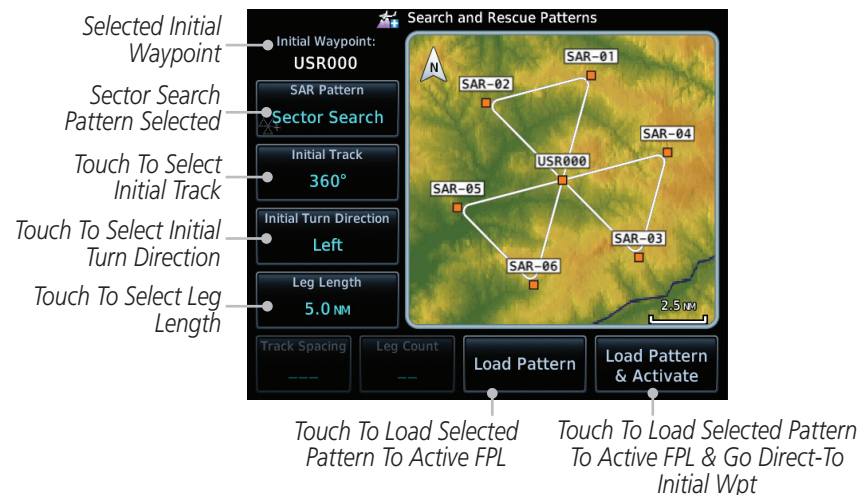 Search and Rescue Patterns
Selected Initial
Waypoint
Initial Waypoint:
USR000
Sector Search
Pattern Selected
SAR Pattern
Sector Search
Touch To Select
Initial Track
Initial Track
360°
Touch To Select Initial
Turn Direction
Initial Turn Direction
Left
Touch To Select Leg
Length
Leg Length
5.0 NM
N
SAR-01
SAR-02
SAR-04
USR000
SAR-05
SAR-03
SAR-06
2.5 NM
Track Spacing
___
Leg Count
__
Load Pattern
Load Pattern
& Activate
Touch To Load Selected
Pattern To Active FPL
Touch To Load Selected Pattern
To Active FPL & Go Direct-To
Initial Wpt